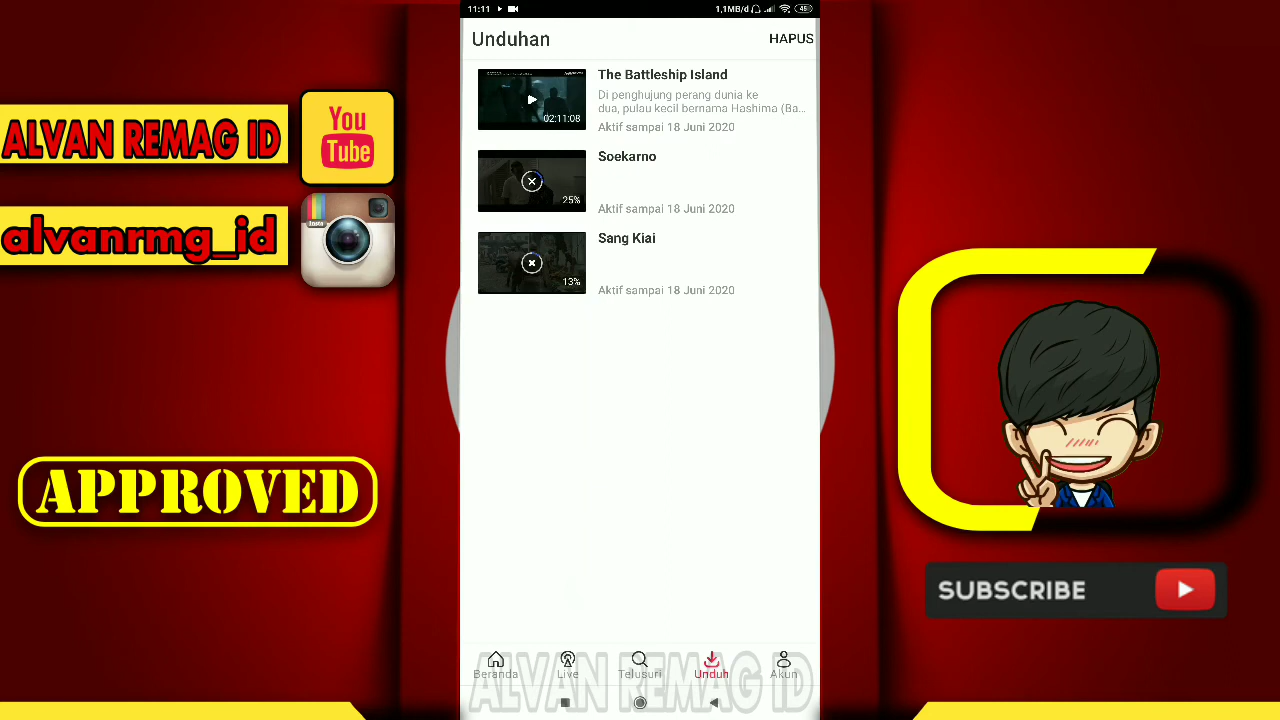 11:11
1,1MB/d
45
Unduhan
HAPUS
The Battleship Island
Di penghujung perang dunia ke
dua, pulau kecil bernama Hashima (Ba...
02:11:08
Aktif sampai 18 Juni 2020
Soekarno
25%
Aktif sampai 18 Juni 2020
Sang Kiai
13%
Aktif sampai 18 Juni 2020
Beranda
Live
Telusuri
Unduh
Akun
ALVAN REMAG ID
ALVAN REMAG ID
You
Tube
alvanrmg_id
Insta
APPROVED
SUBSCRIBE